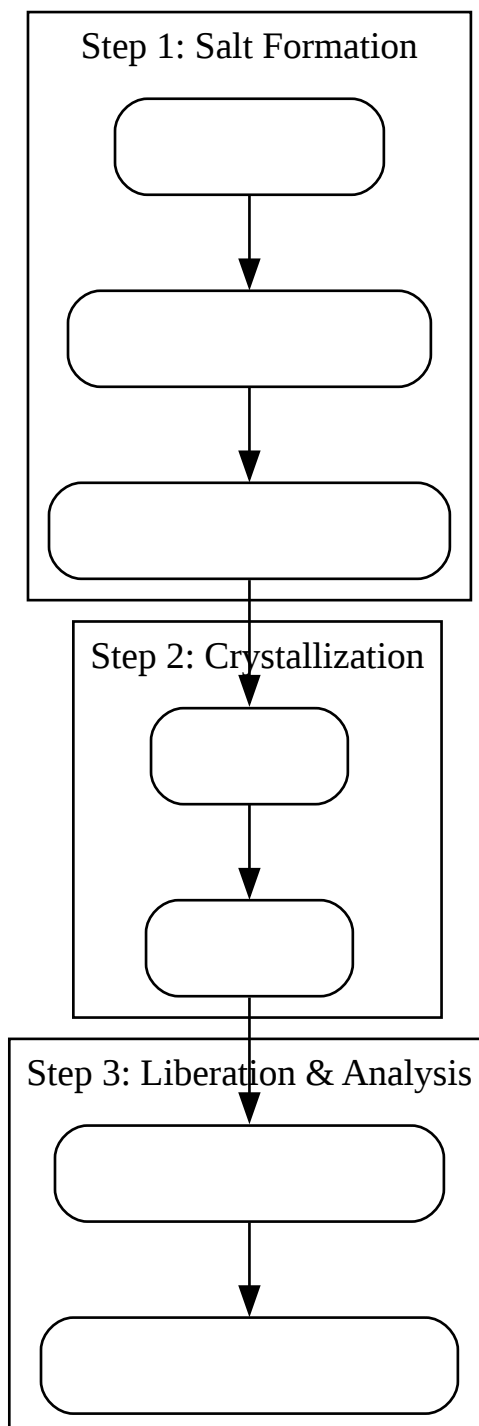 Step 1: Salt Formation
Step 2: Crystallization
Step 3: Liberation & Analysis